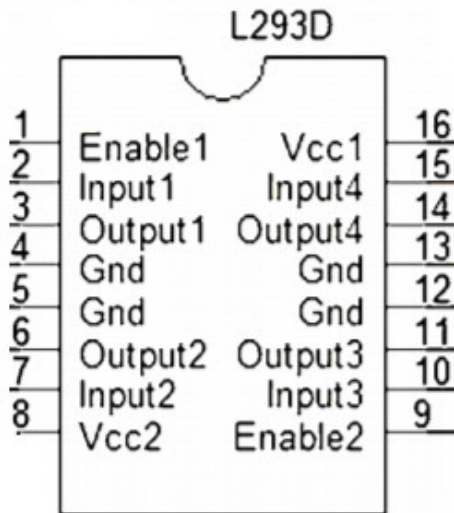 L293D
1 Enable1 Vcc1 16
2 Input1 Input4 15
3 Output1 Output4 14
4 Gnd Gnd 13
5 Gnd Gnd 12
6 Output2 Output3 11
7 Input2 Input3 10
8 Vcc2 Enable2 9